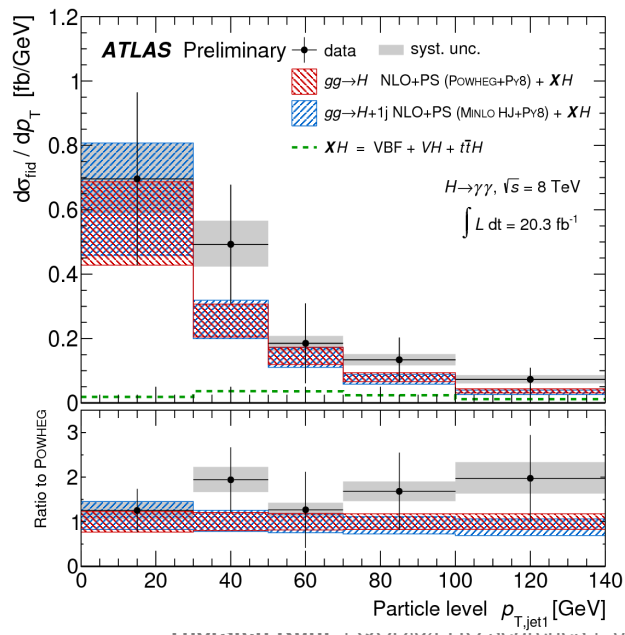 1.2
1
0.8
0.6
0.4
0.2
0
dσfid / dpT [fb/GeV]
ATLAS Preliminary
data
syst. unc.
gg→H NLO+PS (POWHEG+PY8) + XH
gg→H+1j NLO+PS (MINLO HJ+PY8) + XH
XH = VBF + VH + tt̄H
H→γγ, √s = 8 TeV
∫ L dt = 20.3 fb⁻¹
Ratio to POWHEG
3
2
1
0
0 20 40 60 80 100 120 140
Particle level pT,jet1 [GeV]